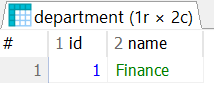 department (1r × 2c)
# 1 id 2 name
1 1 Finance